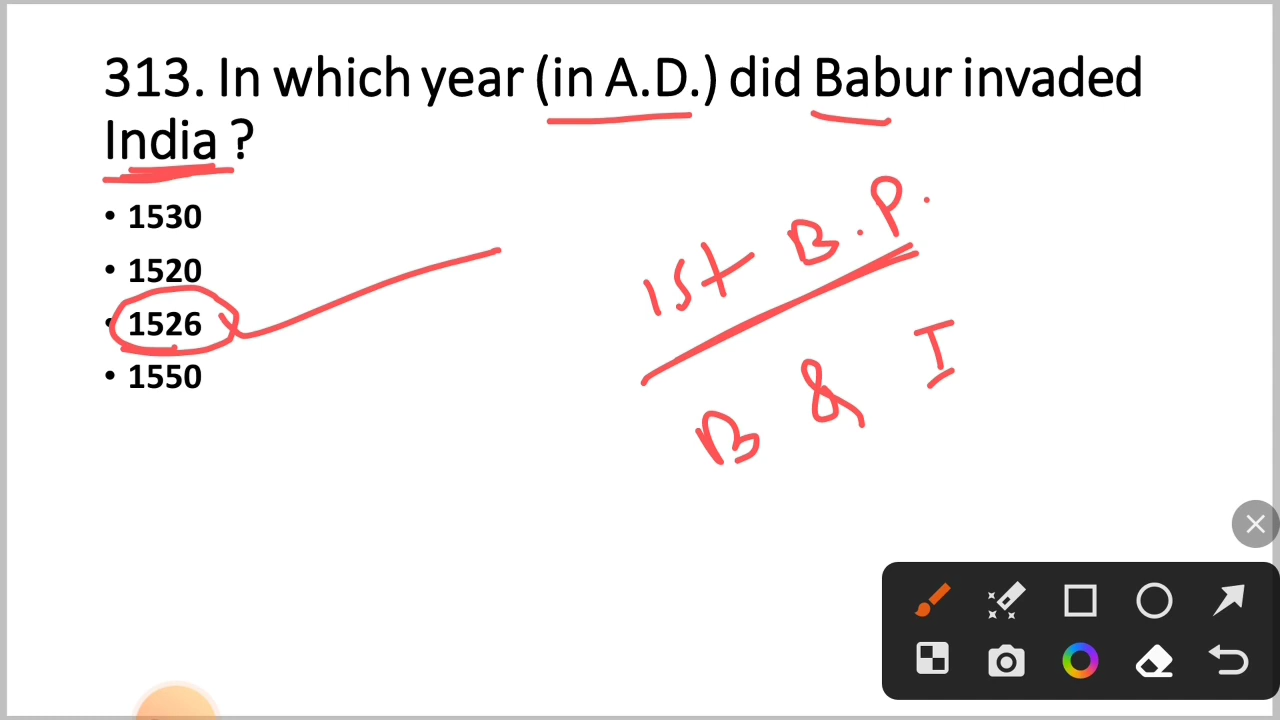 313. In which year (in A.D.) did Babur invaded
India ?
• 1530
• 1520
• 1526
• 1550
1st B.P.
B & I